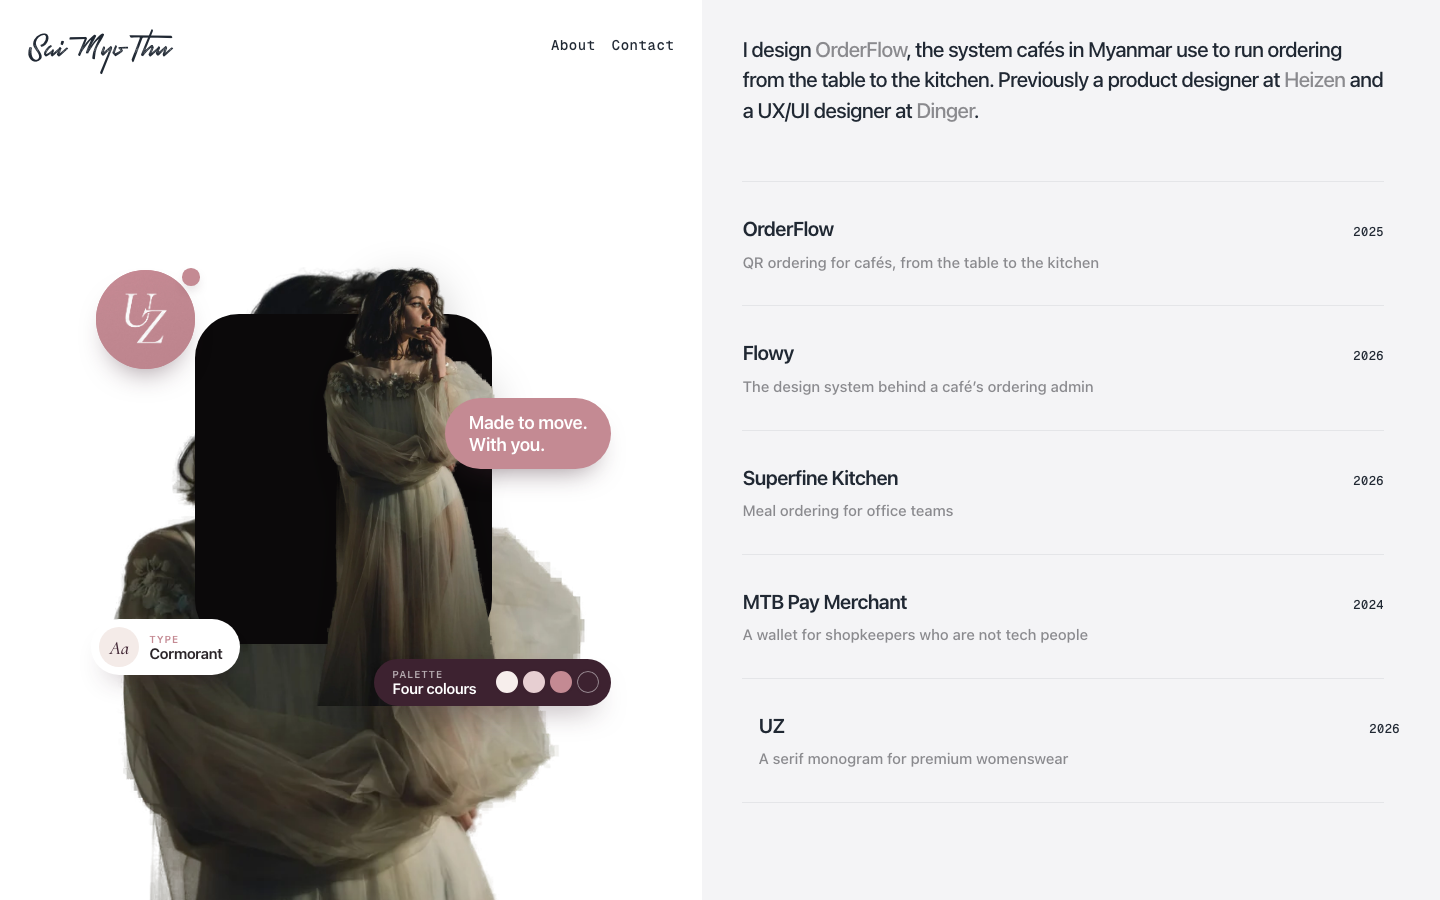 Sai Myo Thu
About Contact
I design OrderFlow, the system cafés in Myanmar use to run ordering
from the table to the kitchen. Previously a product designer at Heizen and
a UX/UI designer at Dinger.
OrderFlow 2025
QR ordering for cafés, from the table to the kitchen
Flowy 2026
The design system behind a café’s ordering admin
Superfine Kitchen 2026
Meal ordering for office teams
MTB Pay Merchant 2024
A wallet for shopkeepers who are not tech people
UZ 2026
A serif monogram for premium womenswear
UZ
Made to move.
With you.
Aa
TYPE
Cormorant
PALETTE
Four colours